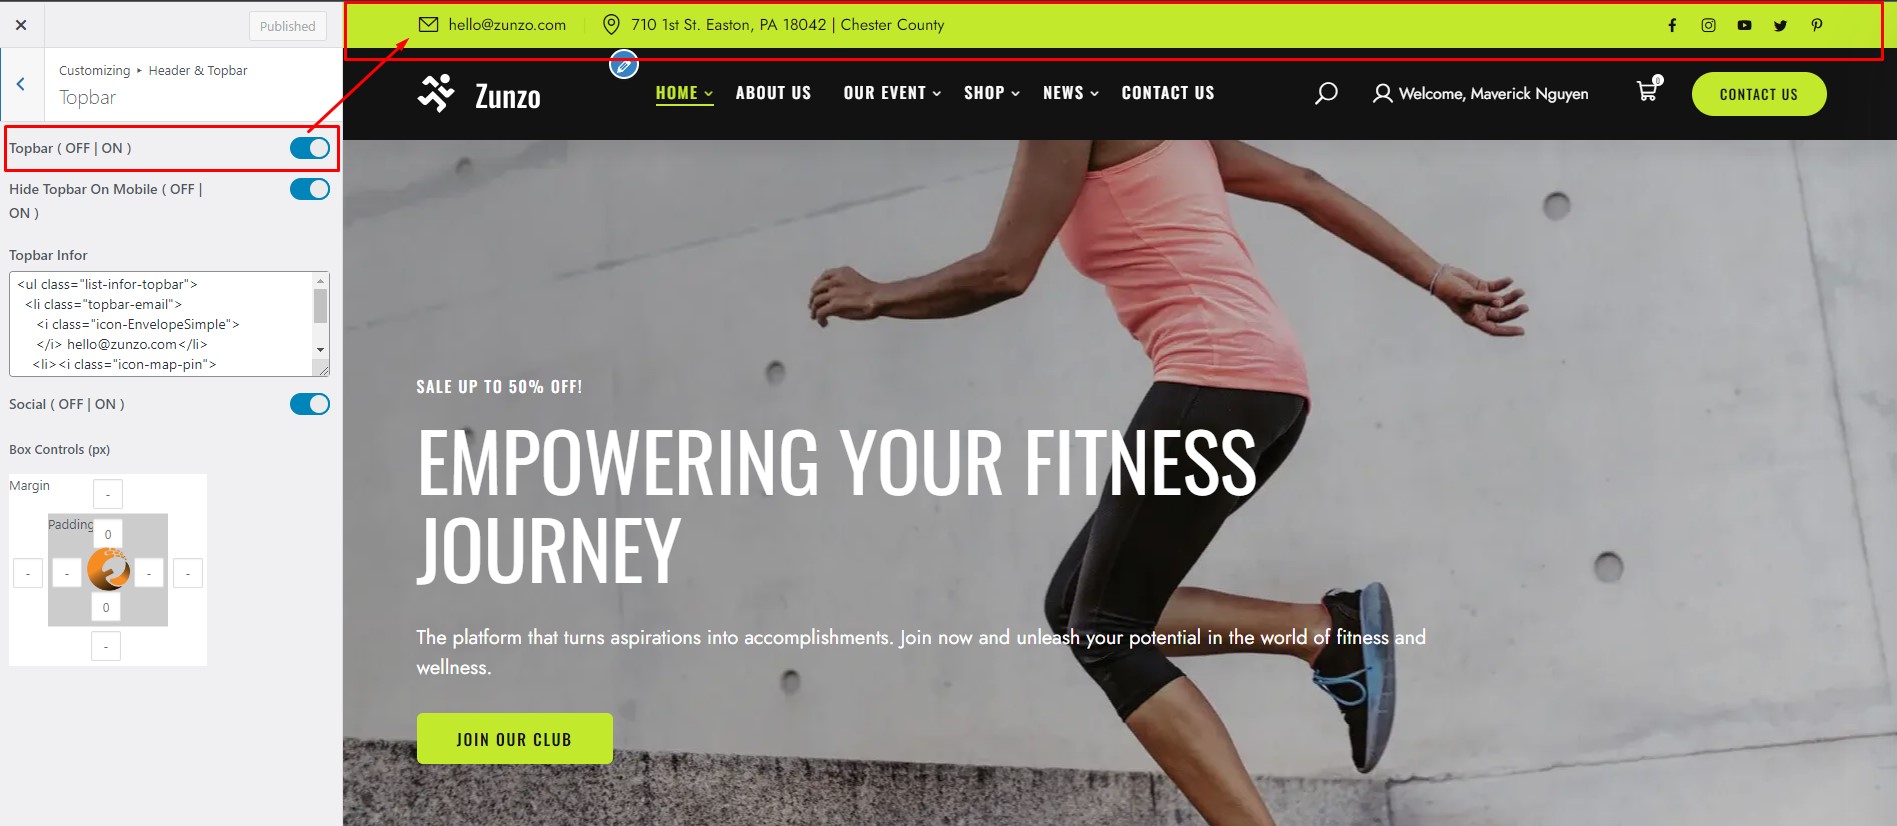 Published
Customizing ▸ Header & Topbar
Topbar
Topbar ( OFF | ON )
Hide Topbar On Mobile ( OFF |
ON )
Topbar Infor
<ul class="list-infor-topbar">
<li class="topbar-email">
<i class="icon-EnvelopeSimple">
</i> hello@zunzo.com</li>
<li><i class="icon-map-pin">
Social ( OFF | ON )
Box Controls (px)
Margin
-
Padding
0
- - - -
0
-
hello@zunzo.com
710 1st St. Easton, PA 18042 | Chester County
Zunzo
HOME ABOUT US OUR EVENT SHOP NEWS CONTACT US
Welcome, Maverick Nguyen
0
CONTACT US
SALE UP TO 50% OFF!
EMPOWERING YOUR FITNESS
JOURNEY
The platform that turns aspirations into accomplishments. Join now and unleash your potential in the world of fitness and
wellness.
JOIN OUR CLUB